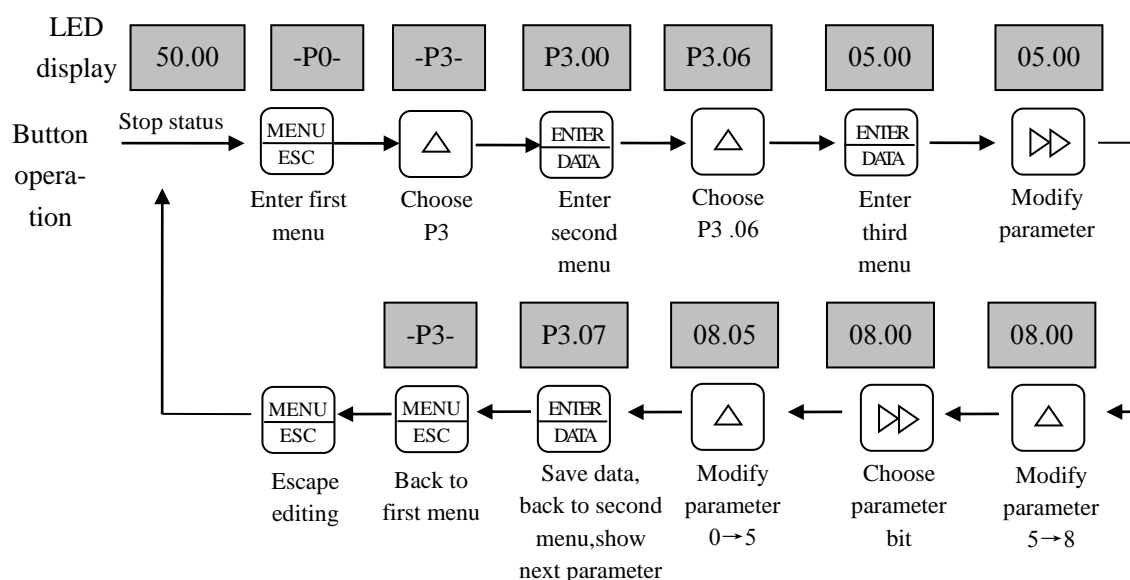 LED
display
50.00
-P0-
-P3-
P3.00
P3.06
05.00
05.00
Button
opera-
tion
Stop status
MENU
ESC
ENTER
DATA
ENTER
DATA
Enter first
menu
Choose
P3
Enter
second
menu
Choose
P3 .06
Enter
third
menu
Modify
parameter
-P3-
P3.07
08.05
08.00
08.00
MENU
ESC
MENU
ESC
ENTER
DATA
Escape
editing
Back to
first menu
Save data,
back to second
menu,show
next parameter
Modify
parameter
0→5
Choose
parameter
bit
Modify
parameter
5→8